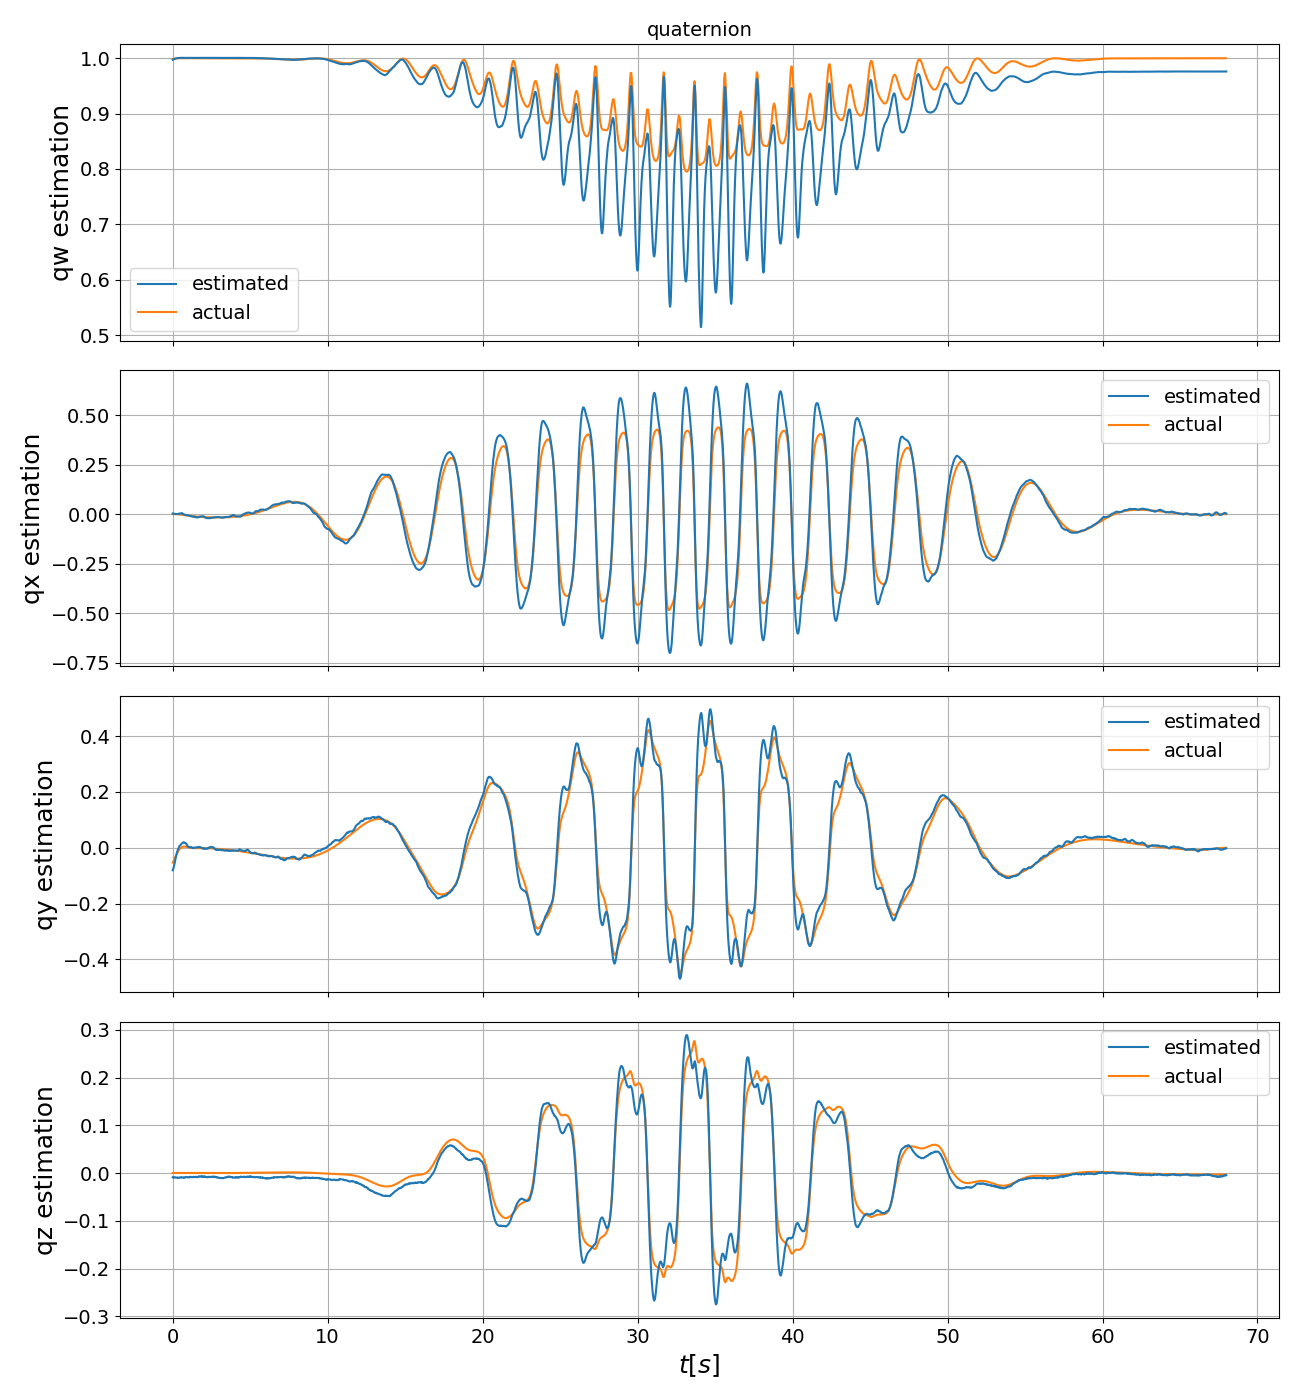 quaternion
qw estimation
1.0
0.9
0.8
0.7
0.6
0.5
estimated
actual
qx estimation
0.50
0.25
0.00
−0.25
−0.50
−0.75
estimated
actual
qy estimation
0.4
0.2
0.0
−0.2
−0.4
estimated
actual
qz estimation
0.3
0.2
0.1
0.0
−0.1
−0.2
−0.3
estimated
actual
0 10 20 30 40 50 60 70
t[s]